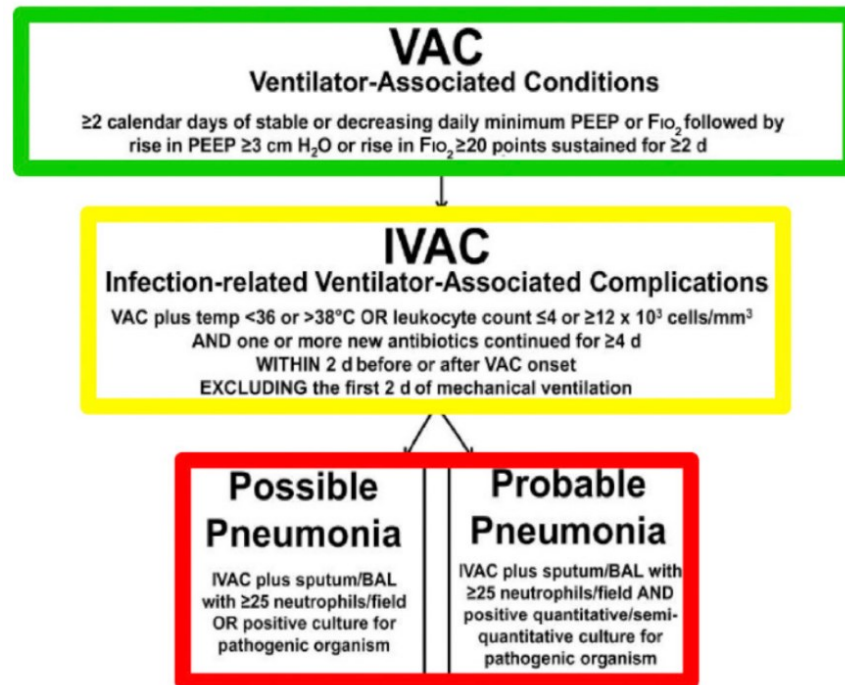 VAC
Ventilator-Associated Conditions
≥2 calendar days of stable or decreasing daily minimum PEEP or FIO₂ followed by
rise in PEEP ≥3 cm H₂O or rise in FIO₂ ≥20 points sustained for ≥2 d
IVAC
Infection-related Ventilator-Associated Complications
VAC plus temp <36 or >38°C OR leukocyte count ≤4 or ≥12 x 10³ cells/mm³
AND one or more new antibiotics continued for ≥4 d
WITHIN 2 d before or after VAC onset
EXCLUDING the first 2 d of mechanical ventilation
Possible
Pneumonia
IVAC plus sputum/BAL
with ≥25 neutrophils/field
OR positive culture for
pathogenic organism
Probable
Pneumonia
IVAC plus sputum/BAL with
≥25 neutrophils/field AND
positive quantitative/semi-
quantitative culture for
pathogenic organism